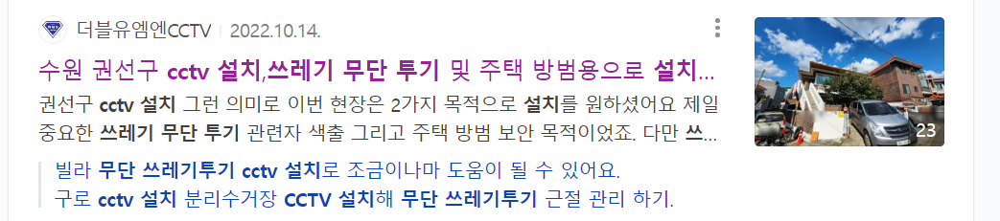 더블유엠엔CCTV 2022.10.14.
수원 권선구 cctv 설치,쓰레기 무단 투기 및 주택 방범용으로 설치...
권선구 cctv 설치 그런 의미로 이번 현장은 2가지 목적으로 설치를 원하셨어요 제일
중요한 쓰레기 무단 투기 관련자 색출 그리고 주택 방범 보안 목적이었죠. 다만 쓰...
23
빌라 무단 쓰레기투기 cctv 설치로 조금이나마 도움이 될 수 있어요.
구로 cctv 설치 분리수거장 CCTV 설치해 무단 쓰레기투기 근절 관리 하기.